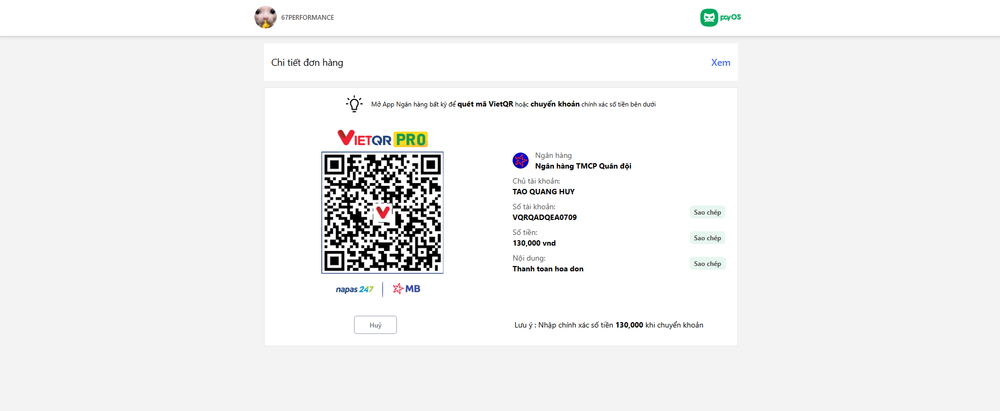 67PERFORMANCE
payOS
Chi tiết đơn hàng
Xem
Mở App Ngân hàng bất kỳ để quét mã VietQR hoặc chuyển khoản chính xác số tiền bên dưới
VIETQR PRO
napas 247
MB
Ngân hàng
Ngân hàng TMCP Quân đội
Chủ tài khoản:
TAO QUANG HUY
Số tài khoản:
VQRQADQEA0709
Sao chép
Số tiền:
130,000 vnd
Sao chép
Nội dung:
Thanh toan hoa don
Sao chép
Huỷ
Lưu ý : Nhập chính xác số tiền 130,000 khi chuyển khoản